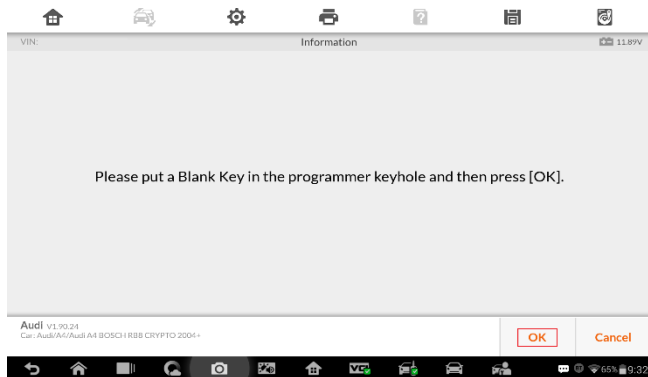 VIN:
Information
11.89V
Please put a Blank Key in the programmer keyhole and then press [OK].
Audi V1.90.24
Car: Audi/A4/Audi A4 BOSCH RB8 CRYPTO 2004+
OK
Cancel
65% 9:32